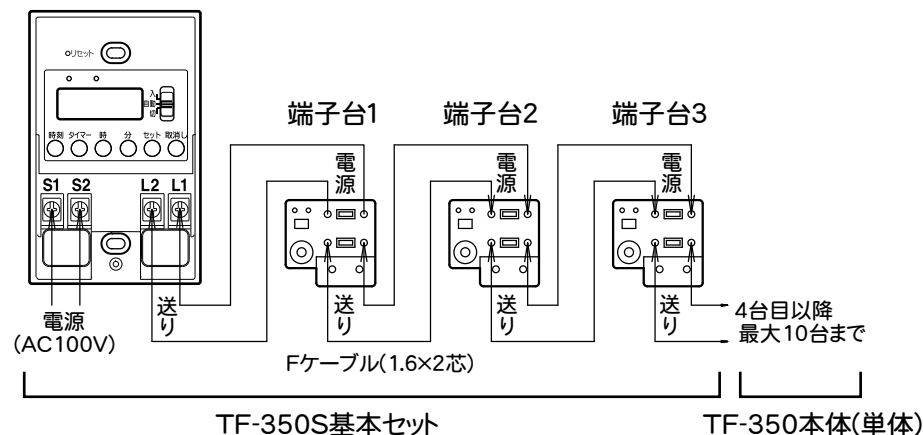 リセット
入
自動
切
時刻 タイマー 時 分 セット 取消し
S1 S2 L2 L1
電源
(AC100V)
送り
端子台1 端子台2 端子台3
電源 電源 電源
送り 送り 送り
Fケーブル(1.6×2芯)
4台目以降
最大10台まで
TF-350S基本セット TF-350本体(単体)